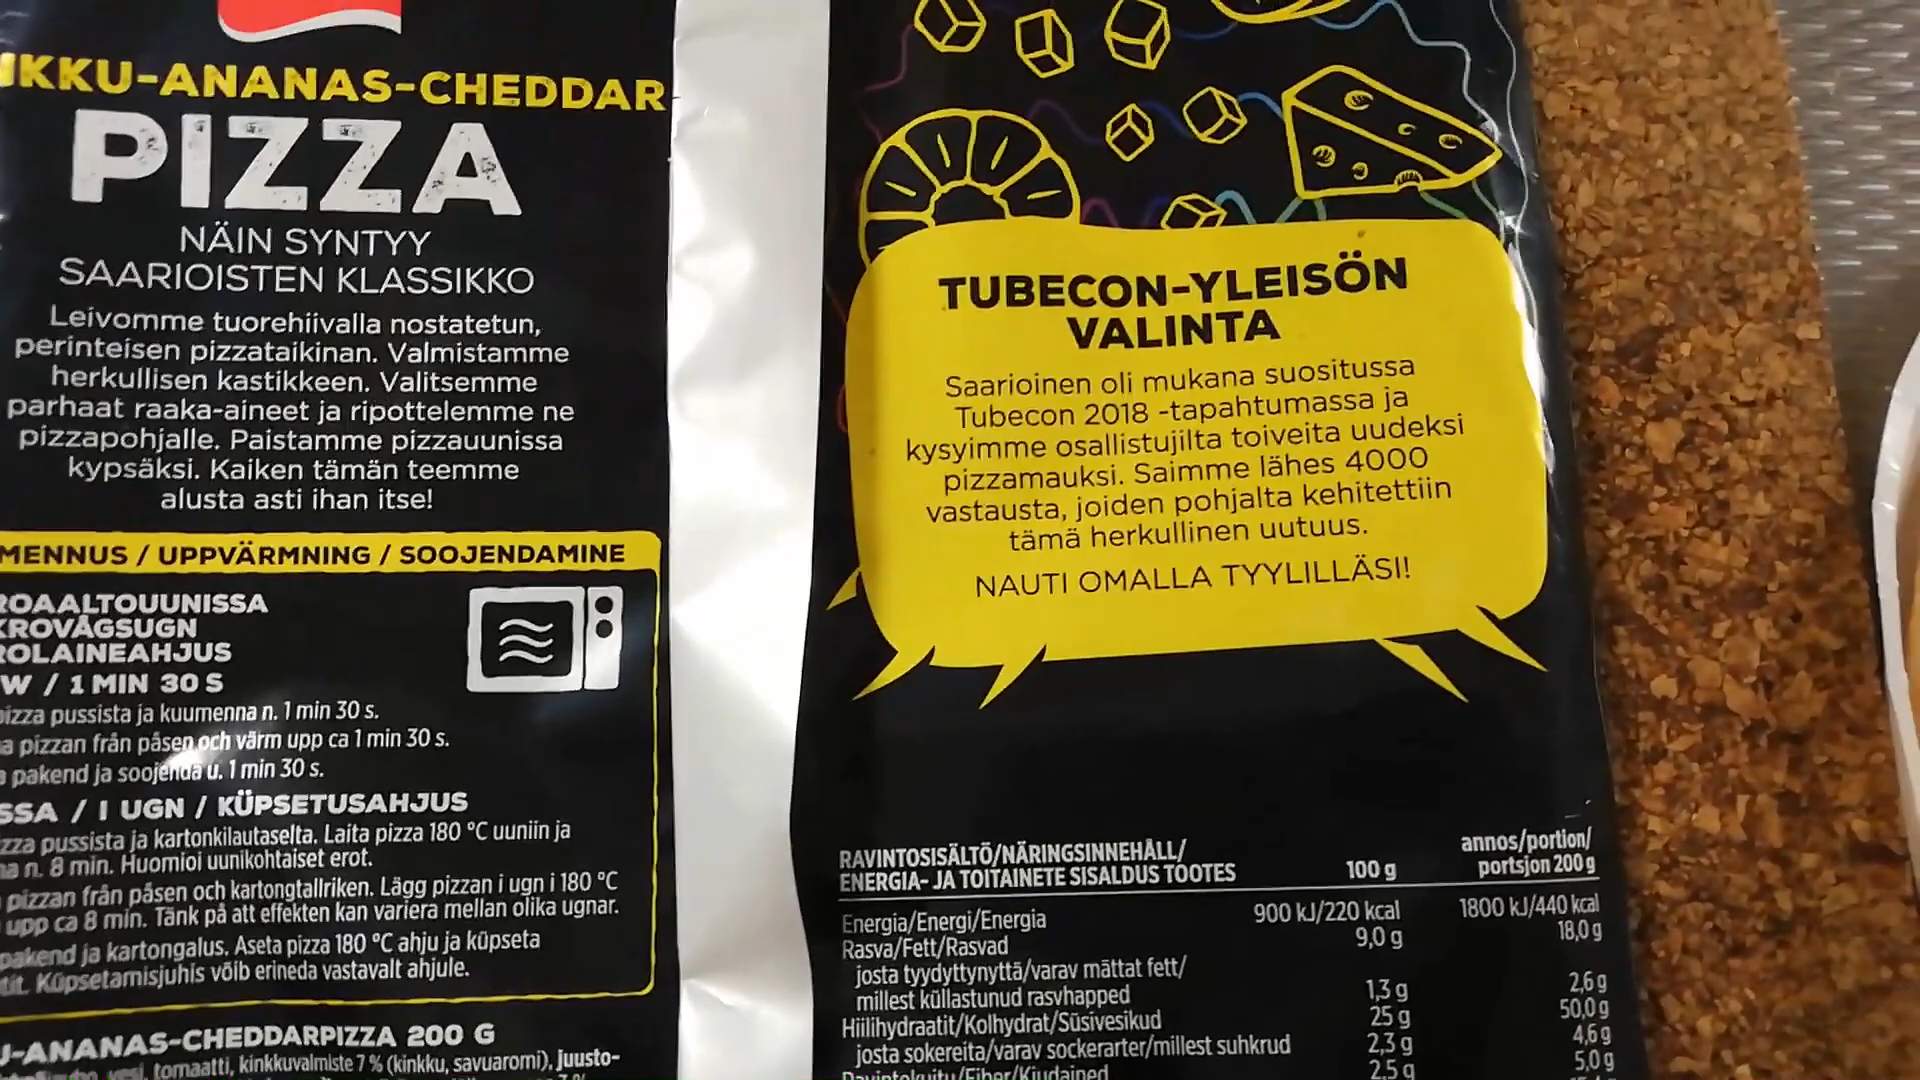 KKU-ANANAS-CHEDDAR
PIZZA
NÄIN SYNTYY
SAARIOISTEN KLASSIKKO
Leivomme tuorehiivalla nostatetun,
perinteisen pizzataikinan. Valmistamme
herkullisen kastikkeen. Valitsemme
parhaat raaka-aineet ja ripottelemme ne
pizzapohjalle. Paistamme pizzauunissa
kypsäksi. Kaiken tämän teemme
alusta asti ihan itse!
MENNUS / UPPVÄRMNING / SOOJENDAMINE
ROAALTOUUNISSA
KROVÅGSUGN
ROLAINEAHJUS
W / 1 MIN 30 S
pizza pussista ja kuumenna n. 1 min 30 s.
a pizzan från påsen och värm upp ca 1 min 30 s.
pakend ja soojenda u. 1 min 30 s.
SSA / I UGN / KÜPSETUSAHJUS
zza pussista ja kartonkilautaselta. Laita pizza 180 °C uuniin ja
na n. 8 min. Huomioi uunikohtaiset erot.
pizzan från påsen och kartongtallriken. Lägg pizzan i ugn i 180 °C
upp ca 8 min. Tänk på att effekten kan variera mellan olika ugnar.
pakend ja kartongalus. Aseta pizza 180 °C ahju ja küpseta
Küpsetamisjuhis võib erineda vastavalt ahjule.
U-ANANAS-CHEDDARPIZZA 200 G
vesi, tomaatti, kinkkuvalmiste 7 % (kinkku, savuaromi), juusto-
TUBECON-YLEISÖN
VALINTA
Saarioinen oli mukana suositussa
Tubecon 2018 -tapahtumassa ja
kysyimme osallistujilta toiveita uudeksi
pizzamauksi. Saimme lähes 4000
vastausta, joiden pohjalta kehitettiin
tämä herkullinen uutuus.
NAUTI OMALLA TYYLILLÄSI!
RAVINTOSISÄLTÖ/NÄRINGSINNEHÅLL/ annos/portion/
ENERGIA- JA TOITAINETE SISALDUS TOOTES 100 g portsjon 200 g
Energia/Energi/Energia 900 kJ/220 kcal 1800 kJ/440 kcal
Rasva/Fett/Rasvad 9,0 g 18,0 g
josta tyydyttynyttä/varav mättat fett/
millest küllastunud rasvhapped 1,3 g 2,6 g
Hiilihydraatit/Kolhydrat/Süsivesikud 25 g 50,0 g
josta sokereita/varav sockerarter/millest suhkrud 2,3 g 4,6 g
Ravintokuitu/Fiber/Kiudained 2,5 g 5,0 g